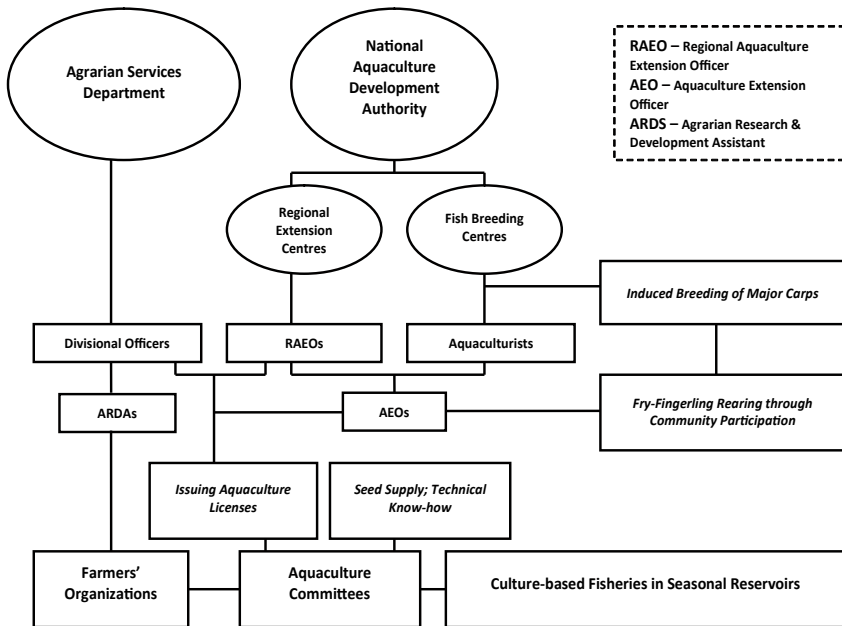 Agrarian Services
Department
National
Aquaculture
Development
Authority
RAEO – Regional Aquaculture
Extension Officer
AEO – Aquaculture Extension
Officer
ARDS – Agrarian Research &
Development Assistant
Regional
Extension
Centres
Fish Breeding
Centres
Induced Breeding of Major Carps
Divisional Officers
RAEOs
Aquaculturists
ARDAs
AEOs
Fry-Fingerling Rearing through
Community Participation
Issuing Aquaculture
Licenses
Seed Supply; Technical
Know-how
Farmers’
Organizations
Aquaculture
Committees
Culture-based Fisheries in Seasonal Reservoirs